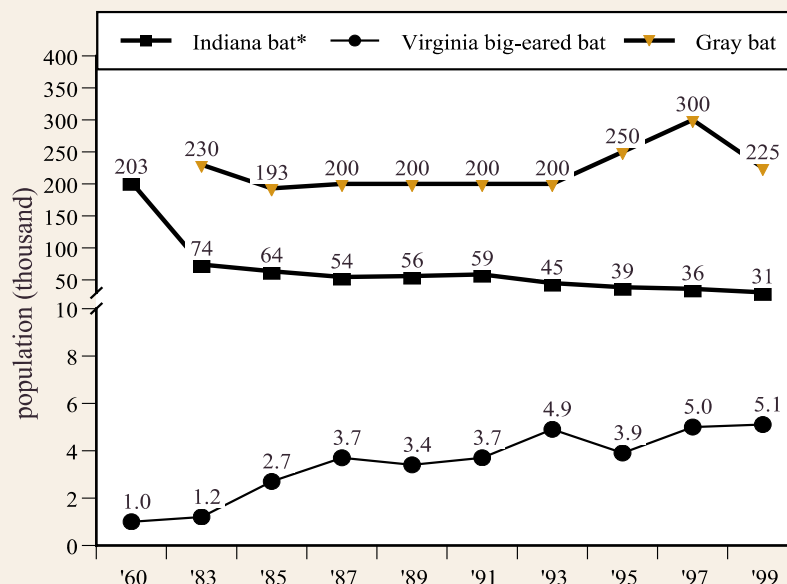 Indiana bat* Virginia big-eared bat Gray bat
population (thousand)
400
350
300
250
200
150
100
50
10
8
6
4
2
0
230 193 200 200 200 200 250 300 225
203 74 64 54 56 59 45 39 36 31
1.0 1.2 2.7 3.7 3.4 3.7 4.9 3.9 5.0 5.1
'60 '83 '85 '87 '89 '91 '93 '95 '97 '99